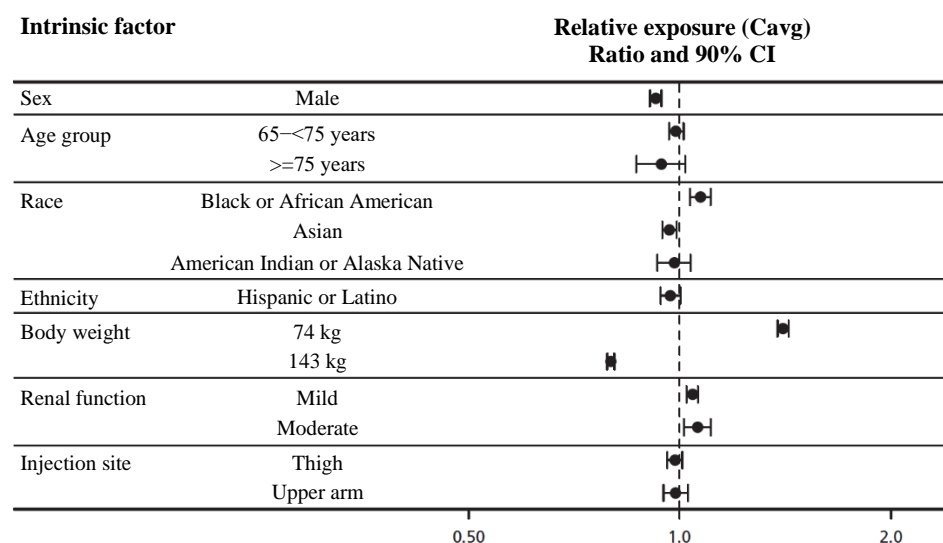 Intrinsic factor
Relative exposure (Cavg)
Ratio and 90% CI
Sex Male
Age group 65−<75 years
>=75 years
Race Black or African American
Asian
American Indian or Alaska Native
Ethnicity Hispanic or Latino
Body weight 74 kg
143 kg
Renal function Mild
Moderate
Injection site Thigh
Upper arm
0.50 1.0 2.0